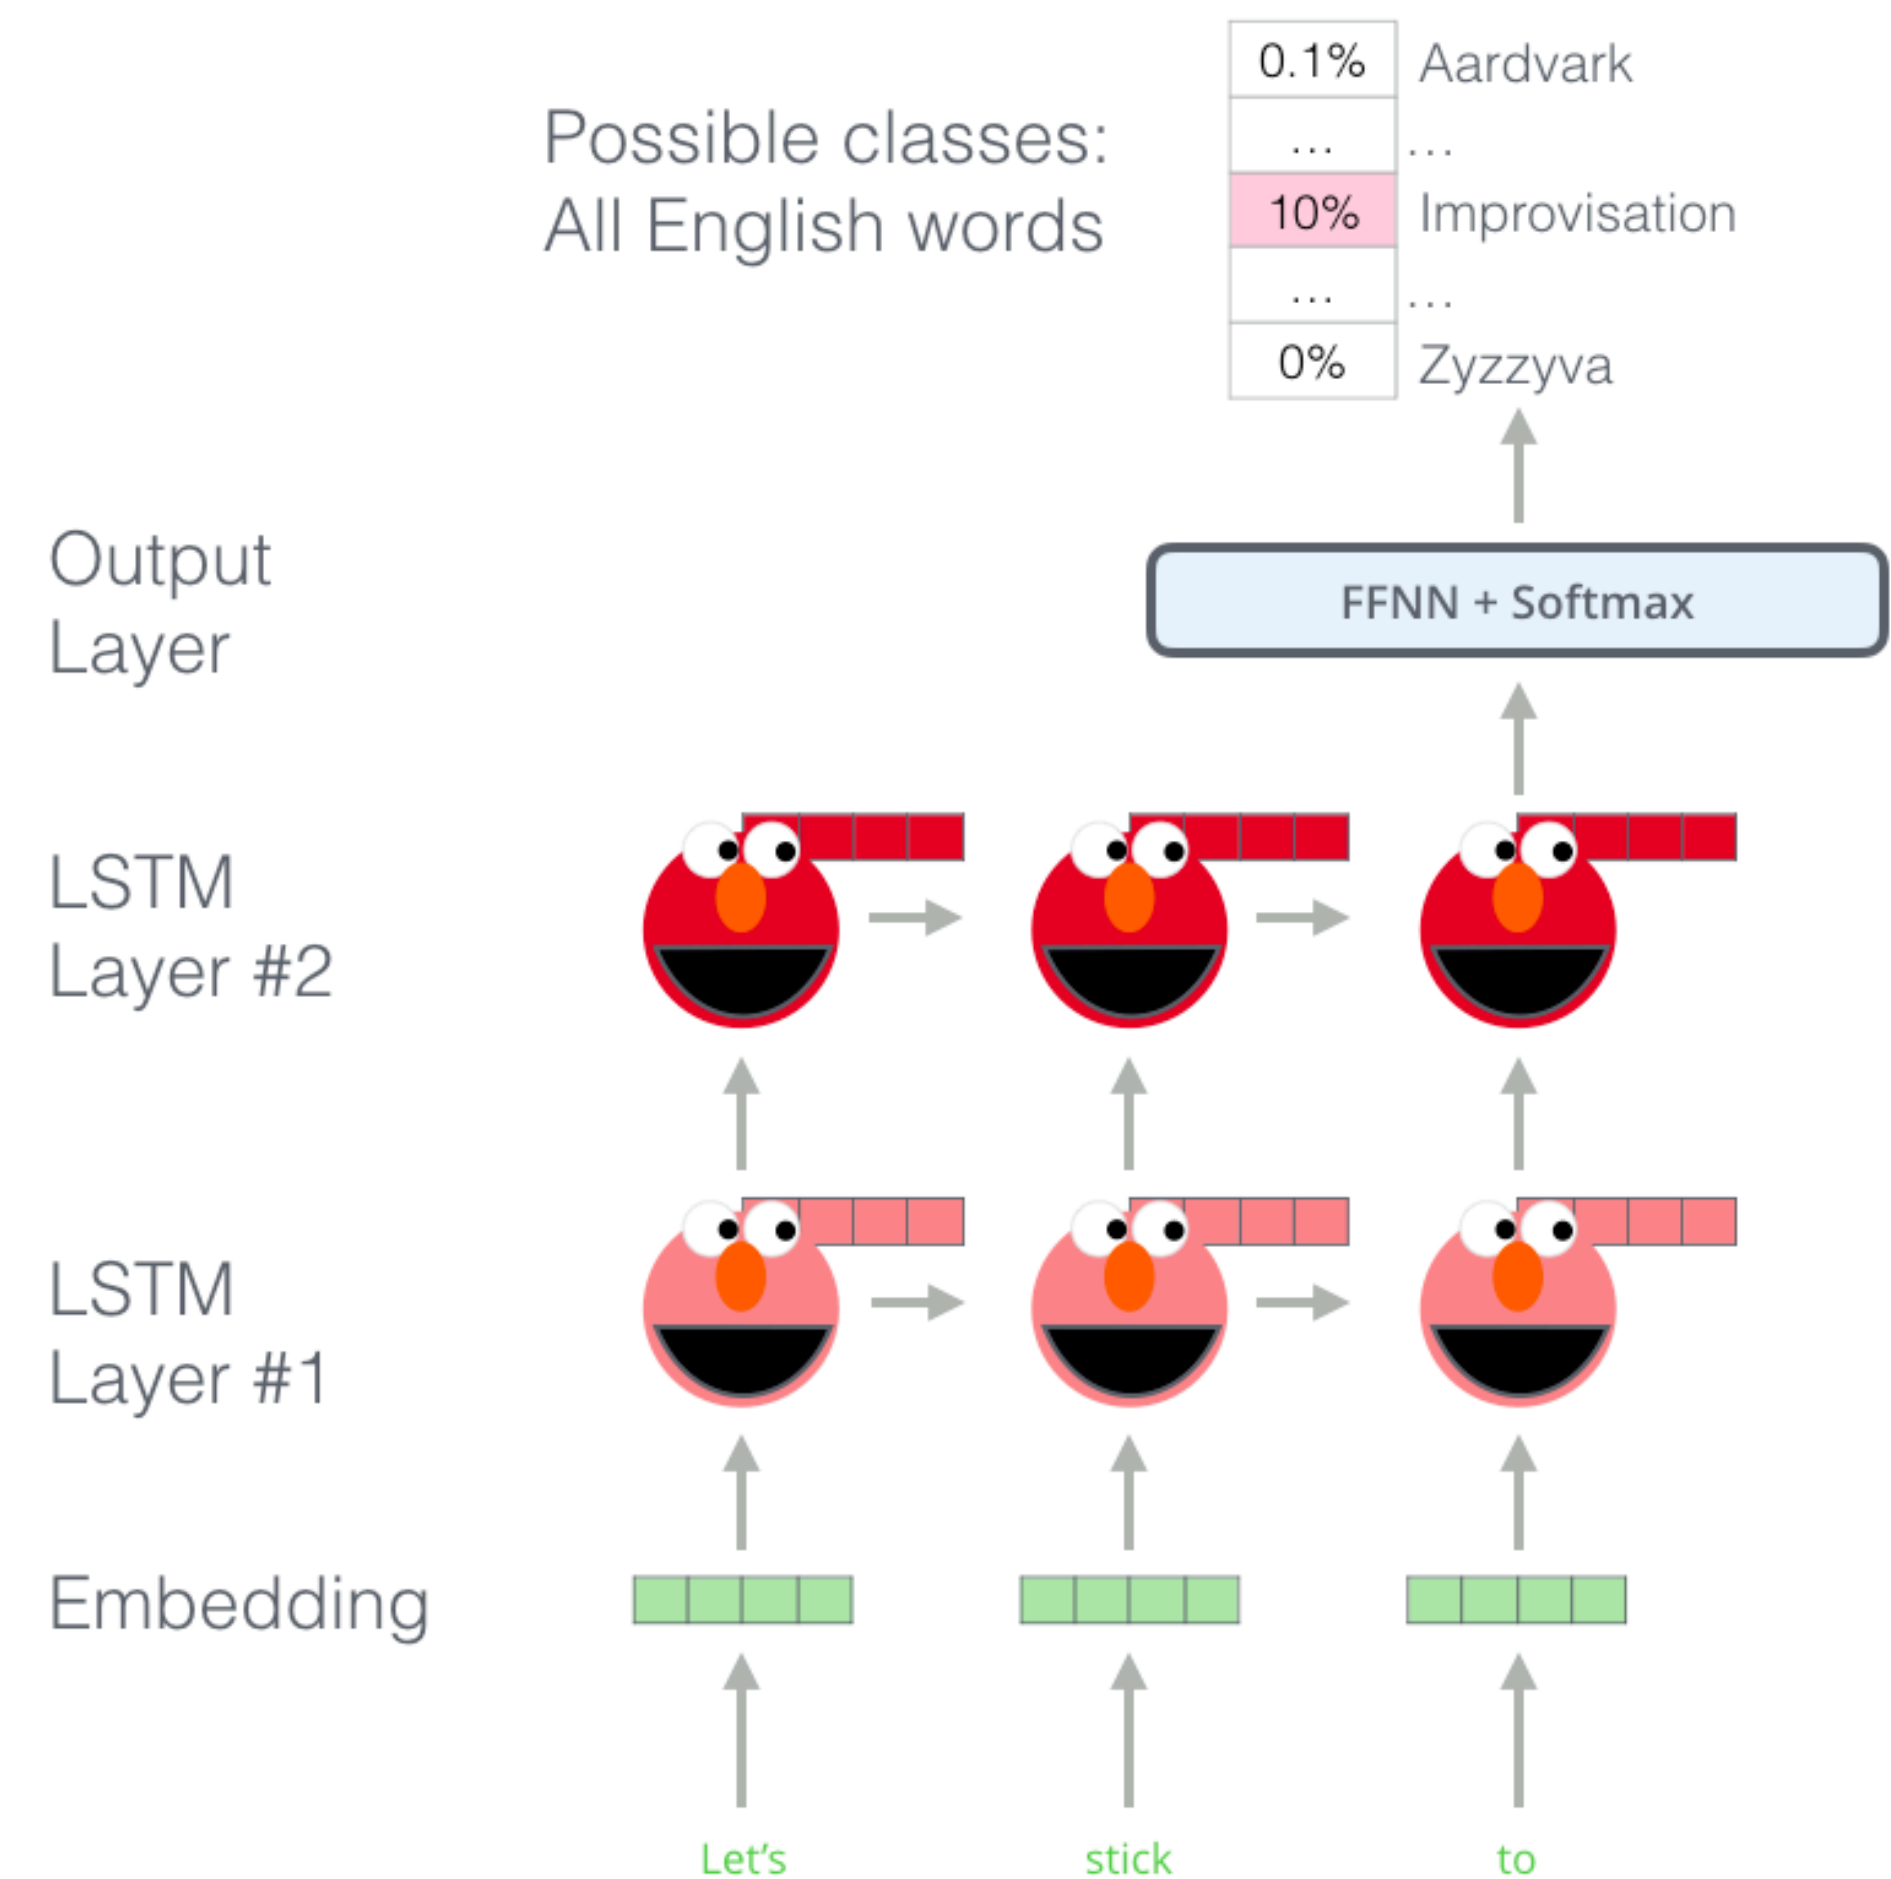 0.1% Aardvark
Possible classes:
... ...
All English words
10% Improvisation
... ...
0% Zyzzyva
Output
Layer
FFNN + Softmax
LSTM
Layer #2
LSTM
Layer #1
Embedding
Let's stick to